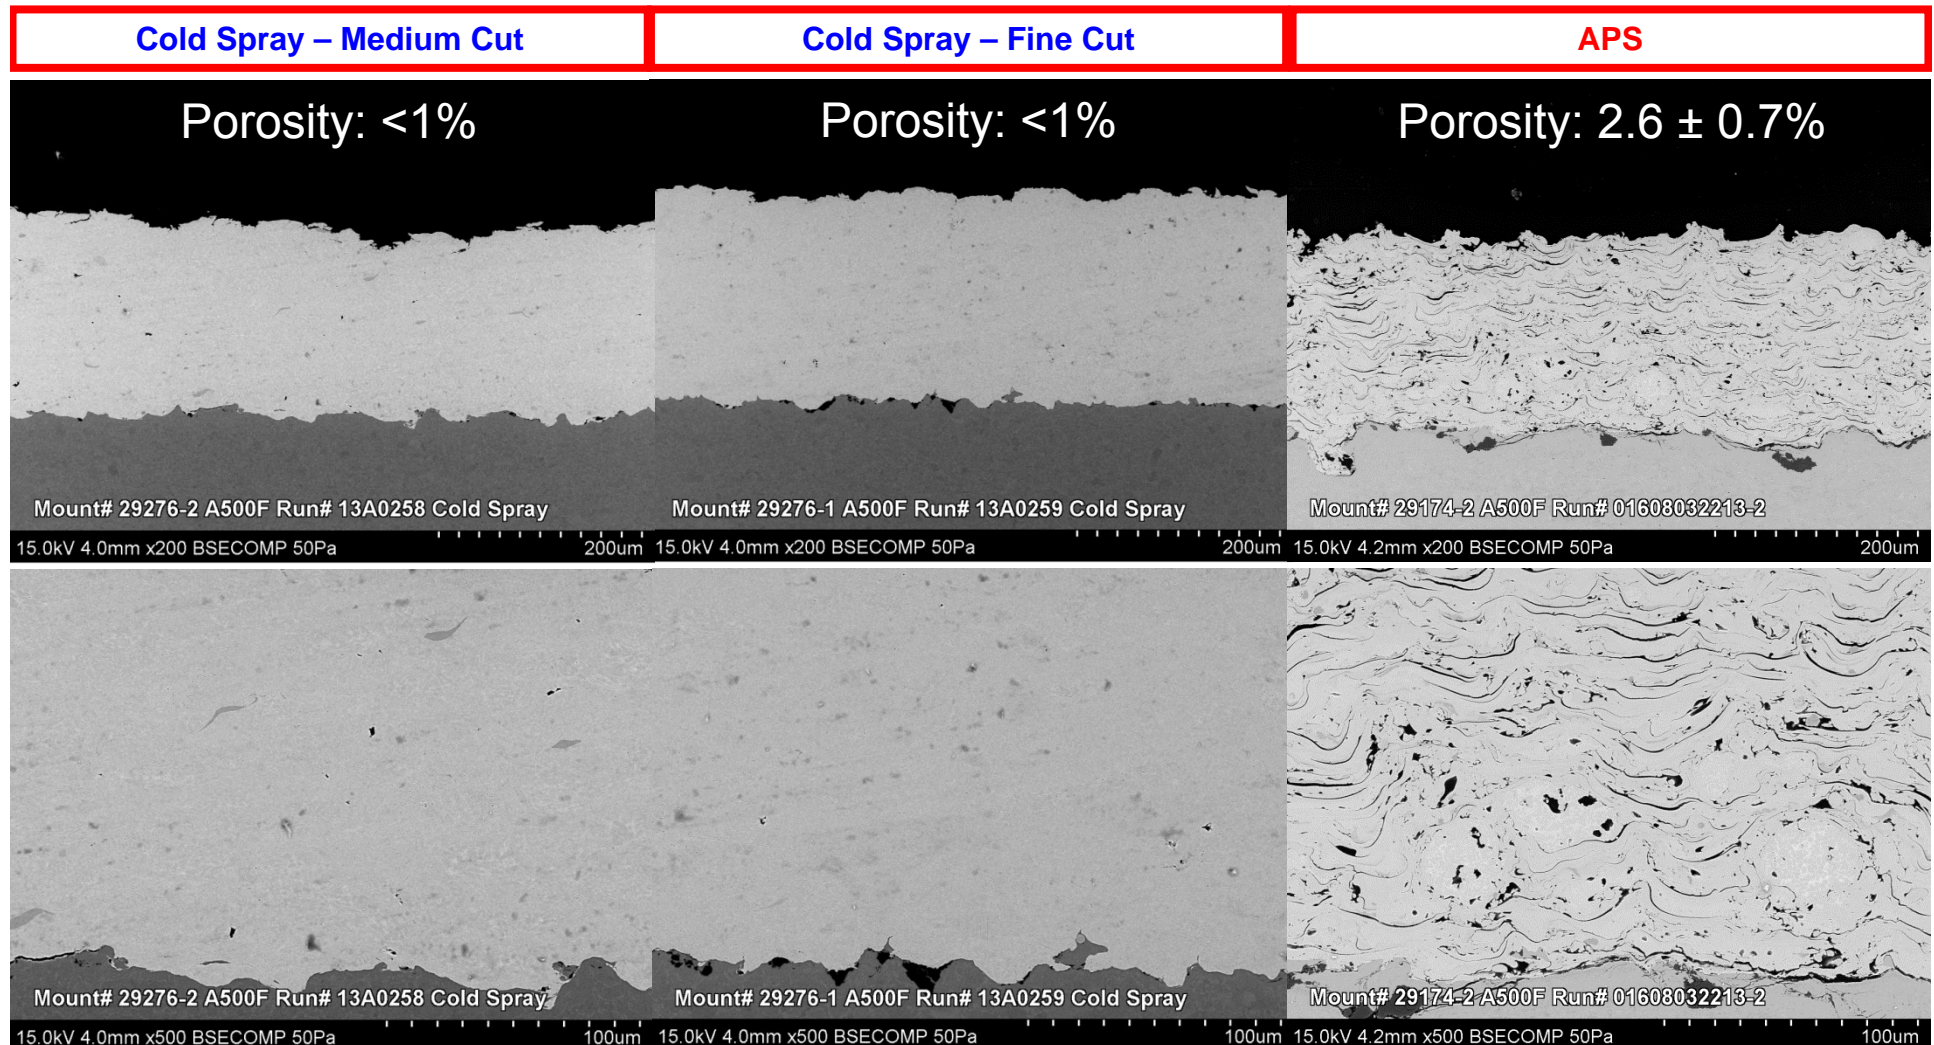 Cold Spray – Medium Cut
Cold Spray – Fine Cut
APS
Porosity: <1%
Porosity: <1%
Porosity: 2.6 ± 0.7%
Mount# 29276-2 A500F Run# 13A0258 Cold Spray
15.0kV 4.0mm x200 BSECOMP 50Pa 200um
Mount# 29276-1 A500F Run# 13A0259 Cold Spray
15.0kV 4.0mm x200 BSECOMP 50Pa 200um
Mount# 29174-2 A500F Run# 01608032213-2
15.0kV 4.2mm x200 BSECOMP 50Pa 200um
Mount# 29276-2 A500F Run# 13A0258 Cold Spray
15.0kV 4.0mm x500 BSECOMP 50Pa 100um
Mount# 29276-1 A500F Run# 13A0259 Cold Spray
15.0kV 4.0mm x500 BSECOMP 50Pa 100um
Mount# 29174-2 A500F Run# 01608032213-2
15.0kV 4.2mm x500 BSECOMP 50Pa 100um